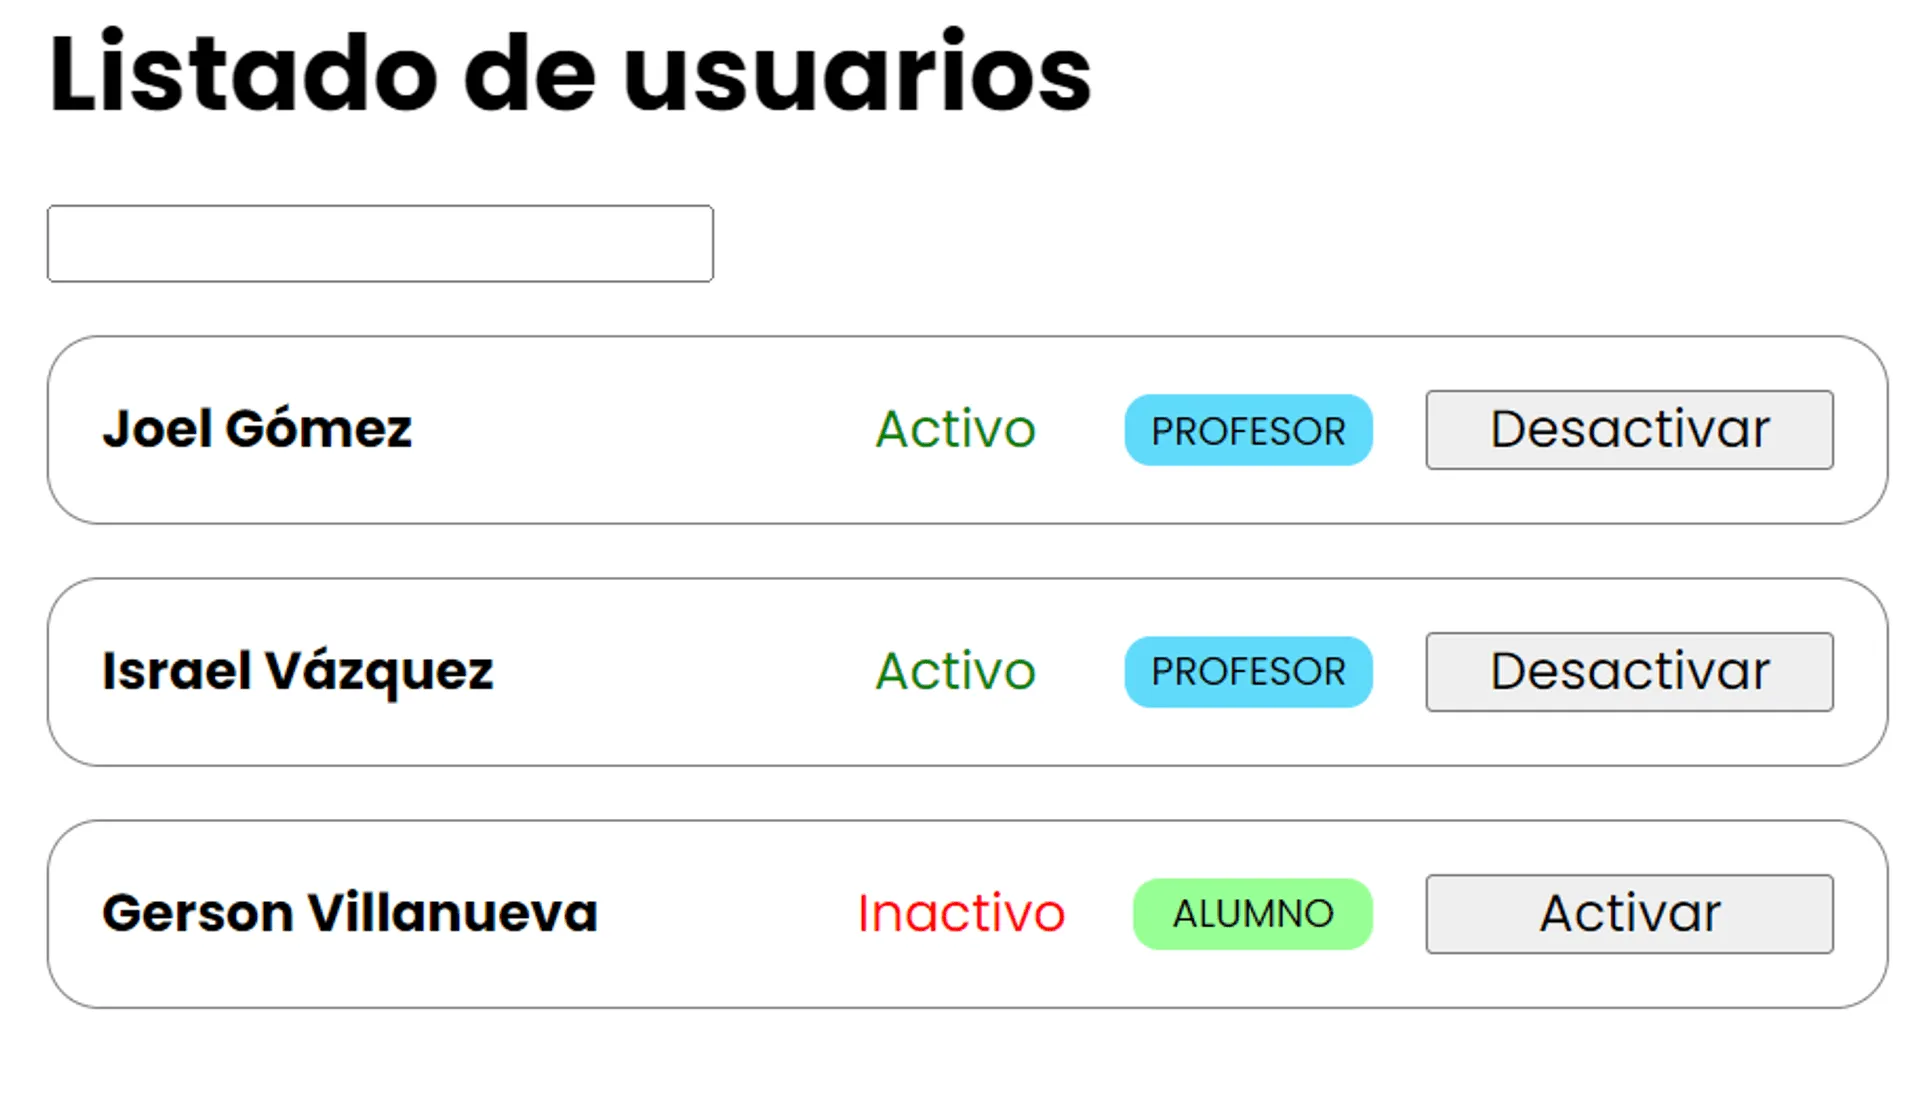 Listado de usuarios
Joel Gómez Activo PROFESOR Desactivar
Israel Vázquez Activo PROFESOR Desactivar
Gerson Villanueva Inactivo ALUMNO Activar